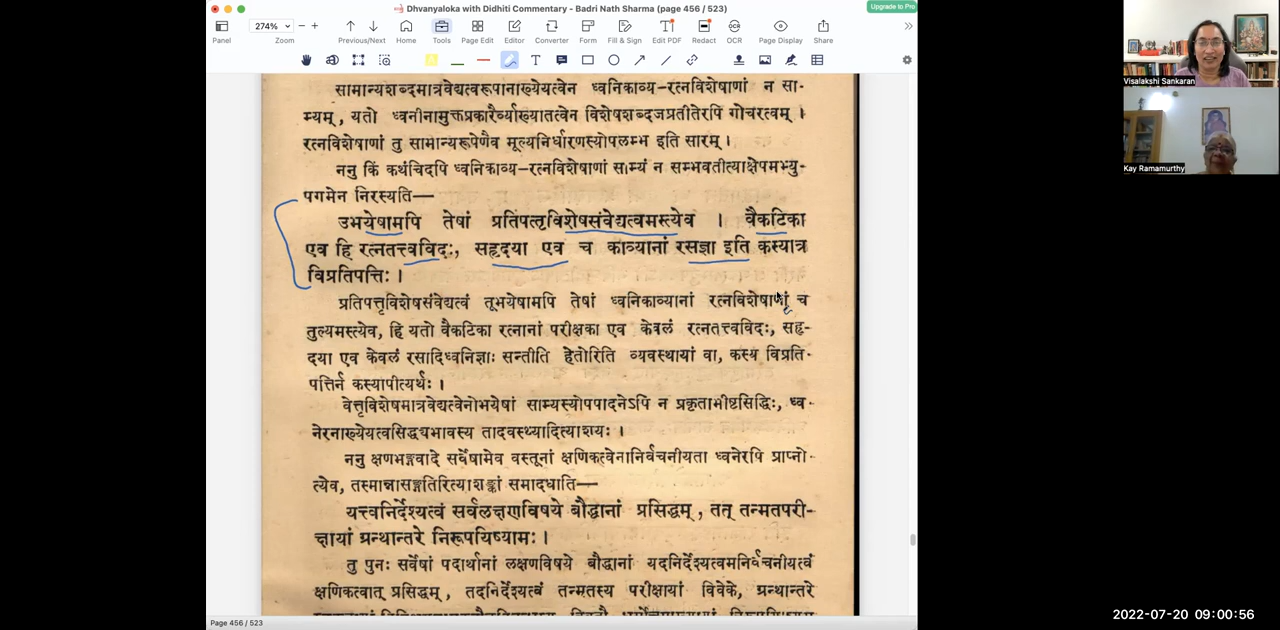 Dhvanyaloka with Didhiti Commentary - Badri Nath Sharma (page 456 / 523)
Upgrade to Pro
274%
Panel Zoom Previous/Next Home Tools Page Edit Editor Converter Form Fill & Sign Edit PDF Redact OCR Page Display Share
सामान्यशब्दमात्रवेद्यत्वरूपानाख्येयत्वेन ध्वनिकाव्य-रत्नविशेषाणां न सा-
म्यम्, यतो ध्वनीनामुक्तप्रकारैर्व्याख्यातत्वेन विशेषशब्दजप्रतीतेरपि गोचरत्वम् ।
रत्नविशेषाणां तु सामान्यरूपेणैव मूल्यनिर्धारणस्योपलम्भ इति सारम् ।
ननु किं कथंचिदपि ध्वनिकाव्य-रत्नविशेषाणां साम्यं न सम्भवतीत्याक्षेपमभ्यु-
पगमेन निरस्यति—
उभयेषामपि तेषां प्रतिपत्तृविशेषसंवेद्यत्वमस्त्येव । वैकटिका
एव हि रत्नतत्त्वविदः, सहृदया एव च काव्यानां रसज्ञा इति कस्यात्र
विप्रतिपत्तिः ।
प्रतिपत्तृविशेषसंवेद्यत्वं तूभयेषामपि तेषां ध्वनिकाव्यानां रत्नविशेषाणां च
तुल्यमस्त्येव, हि यतो वैकटिका रत्नानां परीक्षका एव केवलं रत्नतत्त्वविदः, सहृ-
दया एव केवलं रसादिध्वनिज्ञाः सन्तीति हेतोरिति व्यवस्थायां वा, कस्य विप्रति-
पत्तिर्न कस्यापीत्यर्थः ।
वेत्तृविशेषमात्रवेद्यत्वेनोभयेषां साम्यस्योपपादनेऽपि न प्रकृताभीष्टसिद्धिः, ध्व-
नेरनाख्येयत्वसिद्ध्यभावस्य तादवस्थ्यादित्याशयः ।
ननु क्षणभङ्गवादे सर्वेषामेव वस्तूनां क्षणिकत्वेनानिर्वचनीयता ध्वनेरपि प्राप्नो-
त्येव, तस्मान्नासङ्गतिरित्याशङ्कां समादधाति—
यत्त्वनिर्देश्यत्वं सर्वलक्षणविषये बौद्धानां प्रसिद्धम्, तत् तन्मतपरी-
क्षायां ग्रन्थान्तरे निरूपयिष्यामः ।
तु पुनः सर्वेषां पदार्थानां लक्षणविषये बौद्धानां यदनिर्देश्यत्वमनिर्वचनीयत्वं
क्षणिकत्वात् प्रसिद्धम्, तदनिर्देश्यत्वं तन्मतस्य परीक्षायां विवेके, ग्रन्थान्तरे
Page 456 / 523
Visalakshi Sankaran
Kay Ramamurthy
2022-07-20 09:00:56